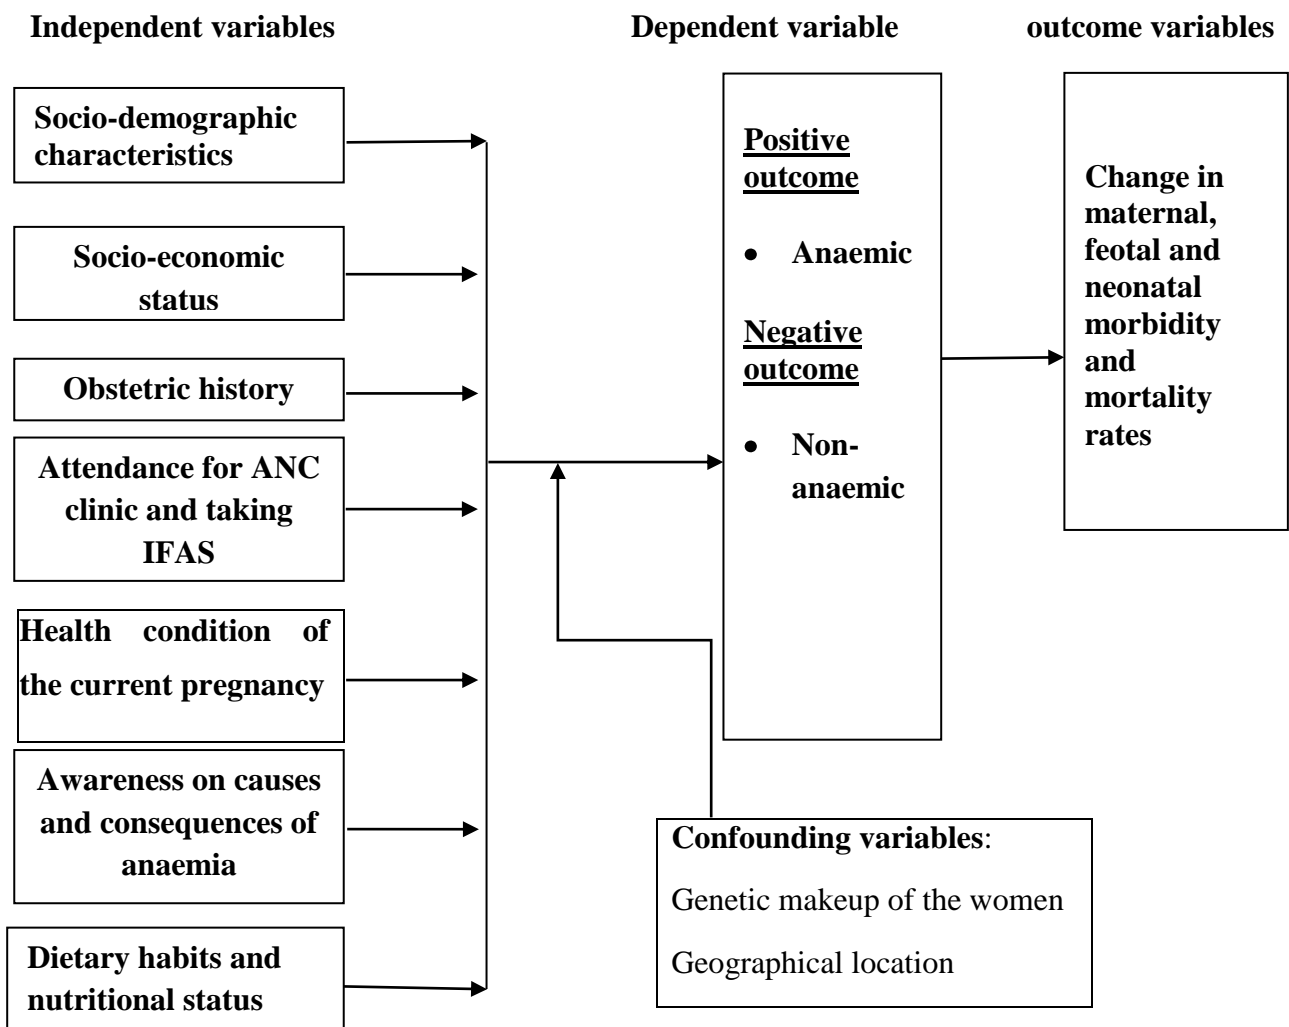 Independent variables
Dependent variable
outcome variables
Socio-demographic
characteristics
Socio-economic
status
Obstetric history
Attendance for ANC
clinic and taking
IFAS
Health condition of
the current pregnancy
Awareness on causes
and consequences of
anaemia
Dietary habits and
nutritional status
Positive
outcome
• Anaemic
Negative
outcome
• Non-
anaemic
Change in
maternal,
feotal and
neonatal
morbidity
and
mortality
rates
Confounding variables:
Genetic makeup of the women
Geographical location